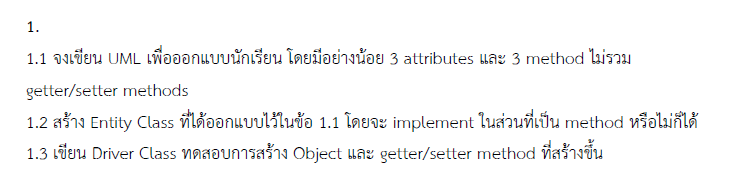 1.
1.1 จงเขียน UML เพื่อออกแบบนักเรียน โดยมีอย่างน้อย 3 attributes และ 3 method ไม่รวม
getter/setter methods
1.2 สร้าง Entity Class ที่ได้ออกแบบไว้ในข้อ 1.1 โดยจะ implement ในส่วนที่เป็น method หรือไม่ก็ได้
1.3 เขียน Driver Class ทดสอบการสร้าง Object และ getter/setter method ที่สร้างขึ้น